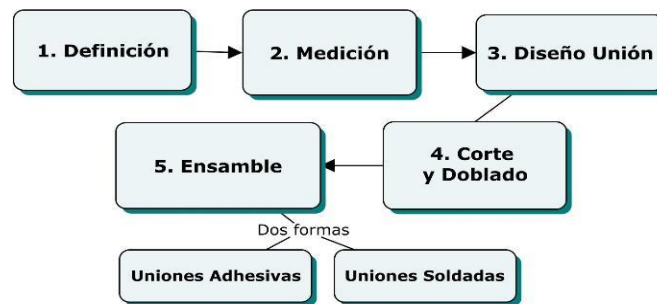 1. Definición
2. Medición
3. Diseño Unión
4. Corte
y Doblado
5. Ensamble
Dos formas
Uniones Adhesivas
Uniones Soldadas